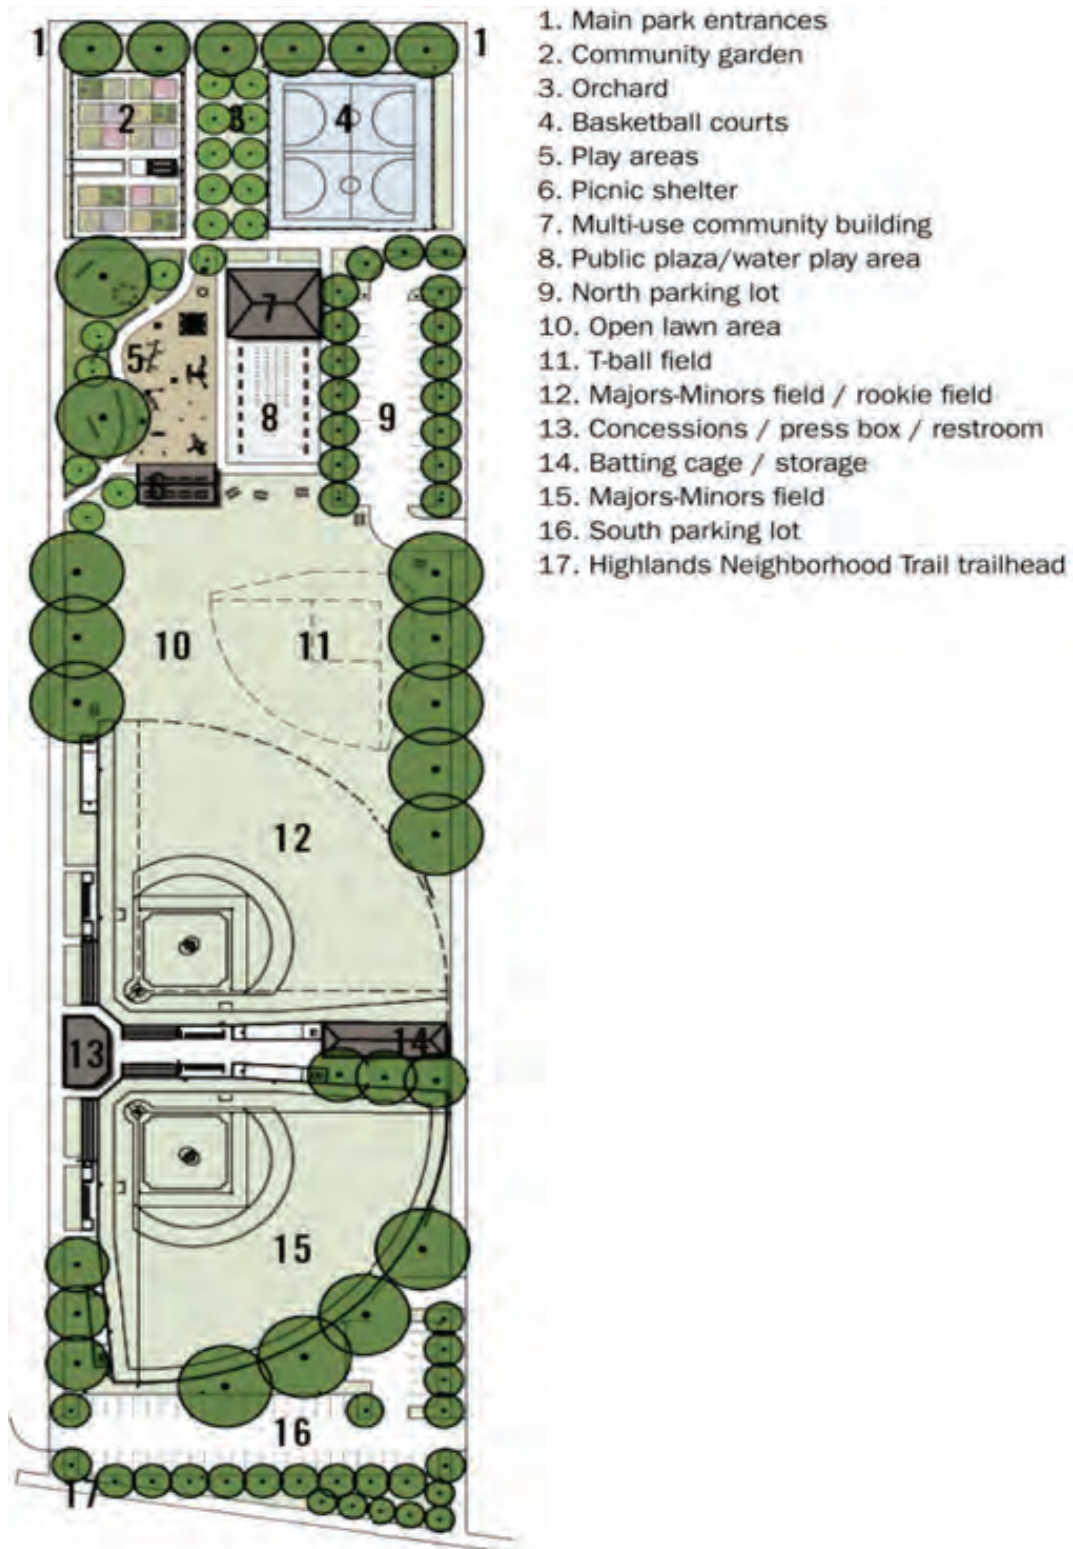 1
1
2
3
4
5
6
7
8
9
10
11
12
13
14
15
16
17
1. Main park entrances
2. Community garden
3. Orchard
4. Basketball courts
5. Play areas
6. Picnic shelter
7. Multi-use community building
8. Public plaza/water play area
9. North parking lot
10. Open lawn area
11. T-ball field
12. Majors-Minors field / rookie field
13. Concessions / press box / restroom
14. Batting cage / storage
15. Majors-Minors field
16. South parking lot
17. Highlands Neighborhood Trail trailhead